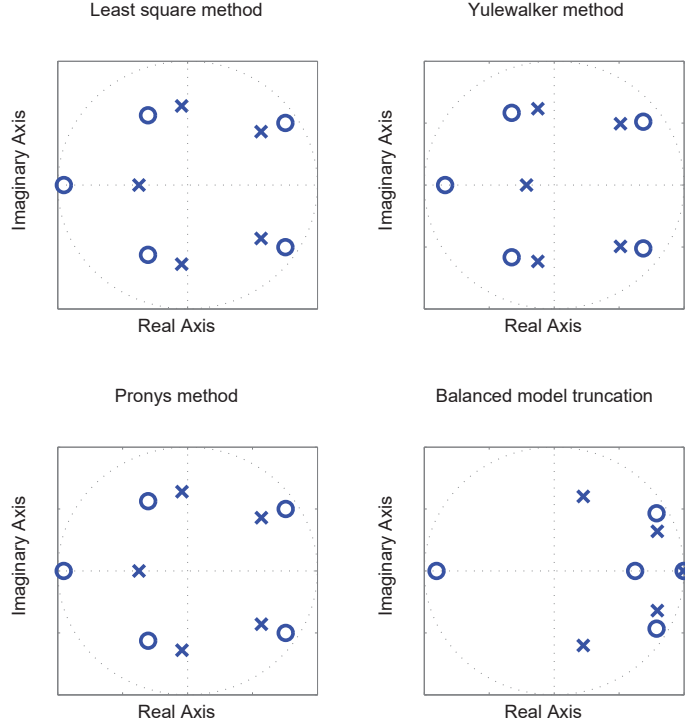 Least square method
Yulewalker method
Imaginary Axis
Imaginary Axis
Real Axis
Real Axis
Pronys method
Balanced model truncation
Imaginary Axis
Imaginary Axis
Real Axis
Real Axis